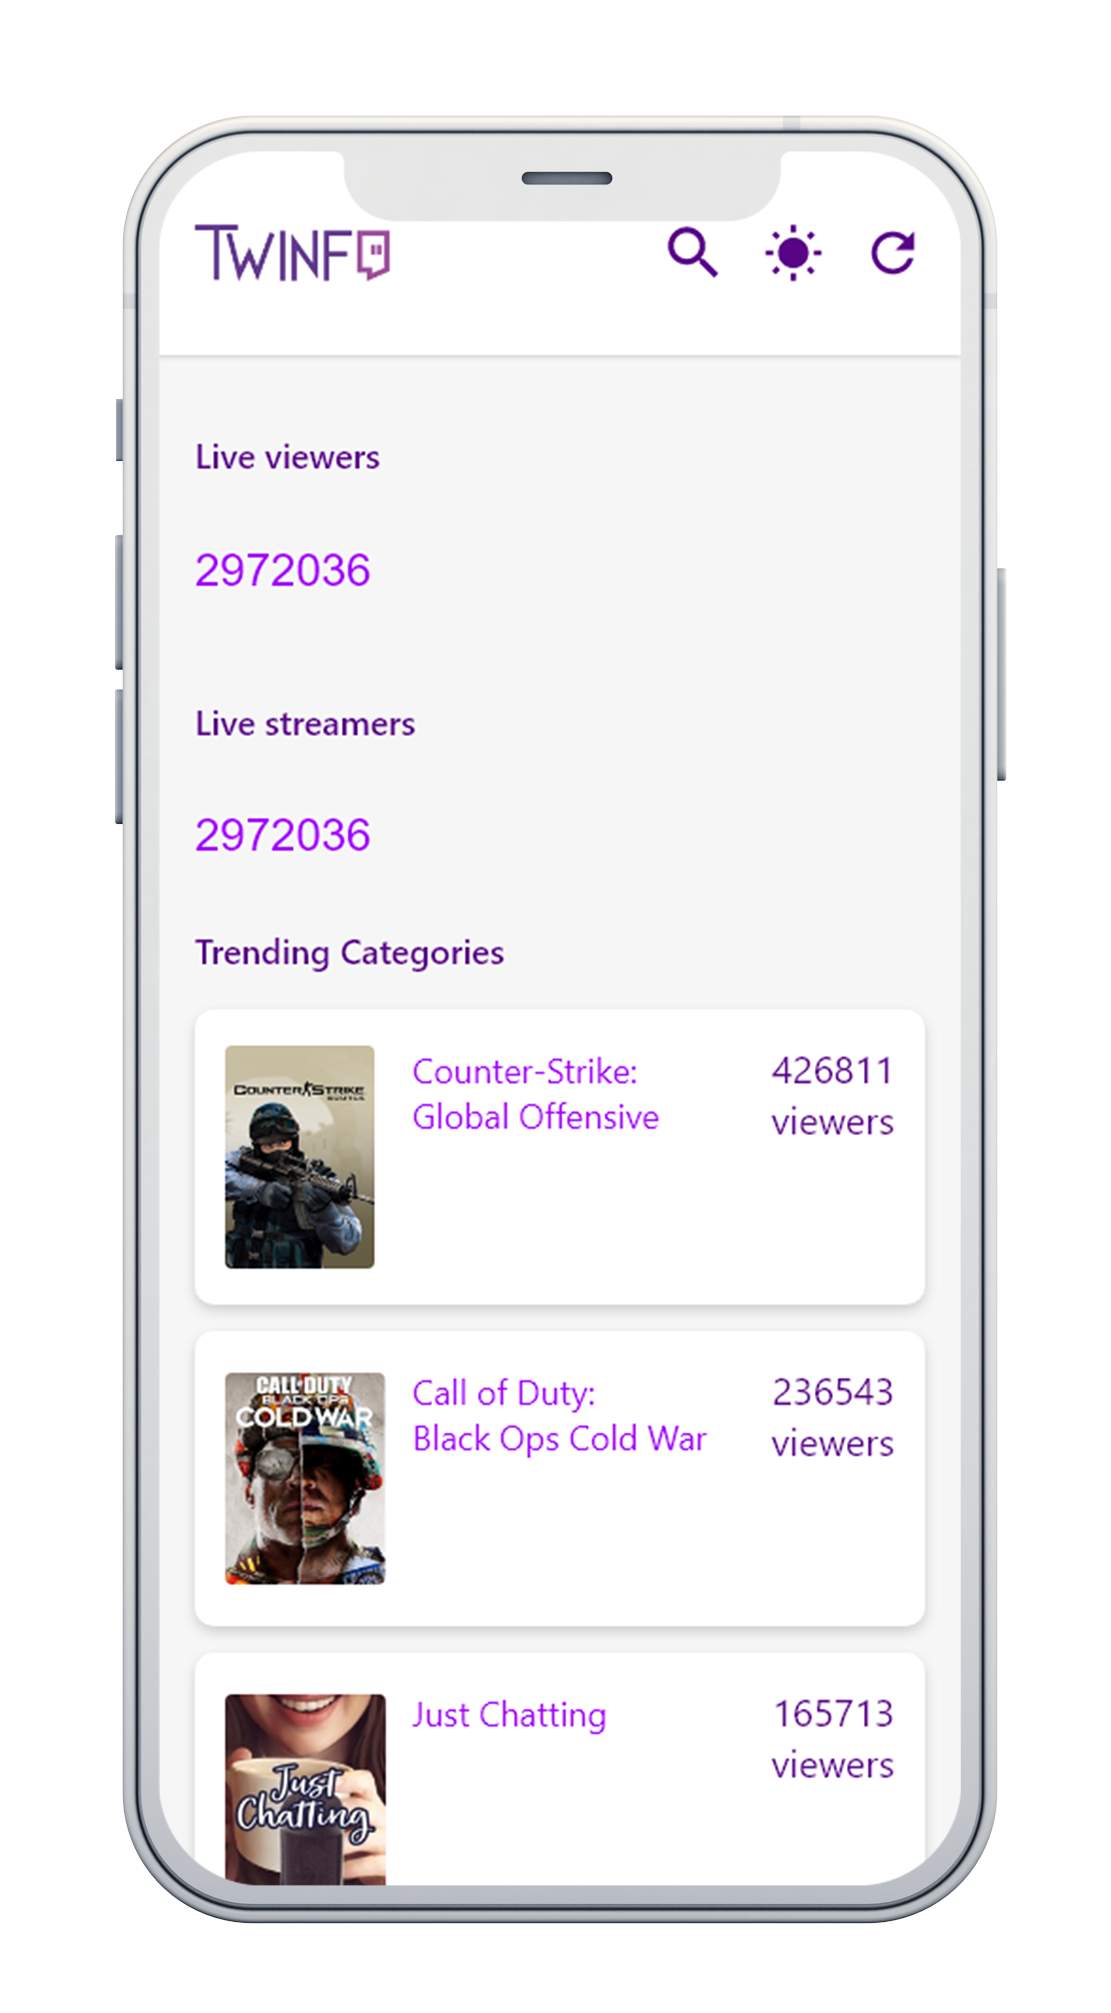 TWINFO
Live viewers
2972036
Live streamers
2972036
Trending Categories
COUNTER STRIKE
Counter-Strike:
Global Offensive
426811
viewers
CALL OF DUTY
BLACK OPS
COLD WAR
Call of Duty:
Black Ops Cold War
236543
viewers
Just
Chatting
Just Chatting
165713
viewers